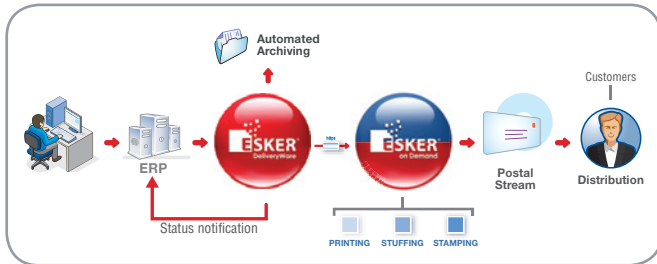 Automated
Archiving
Customers
ESKER®
DeliveryWare
https
ESKER®
on Demand
ERP
Postal
Stream
Distribution
Status notification
PRINTING
STUFFING
STAMPING